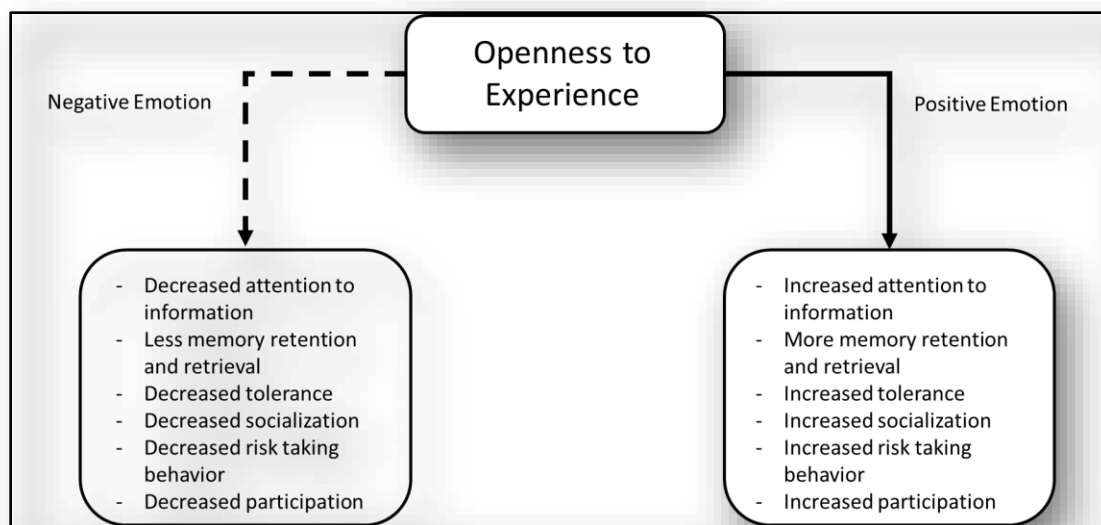 Openness to
Experience
Negative Emotion
Positive Emotion
- Decreased attention to
information
- Less memory retention
and retrieval
- Decreased tolerance
- Decreased socialization
- Decreased risk taking
behavior
- Decreased participation
- Increased attention to
information
- More memory retention
and retrieval
- Increased tolerance
- Increased socialization
- Increased risk taking
behavior
- Increased participation